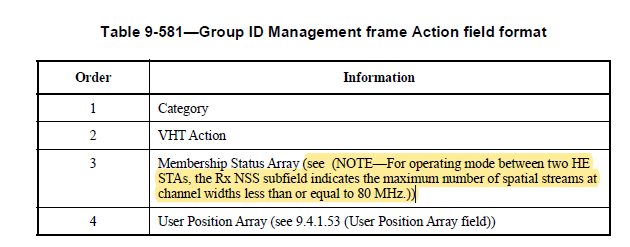 Table 9-581—Group ID Management frame Action field format
Order Information
1 Category
2 VHT Action
3 Membership Status Array (see  (NOTE—For operating mode between two HE
STAs, the Rx NSS subfield indicates the maximum number of spatial streams at
channel widths less than or equal to 80 MHz.))
4 User Position Array (see 9.4.1.53 (User Position Array field))